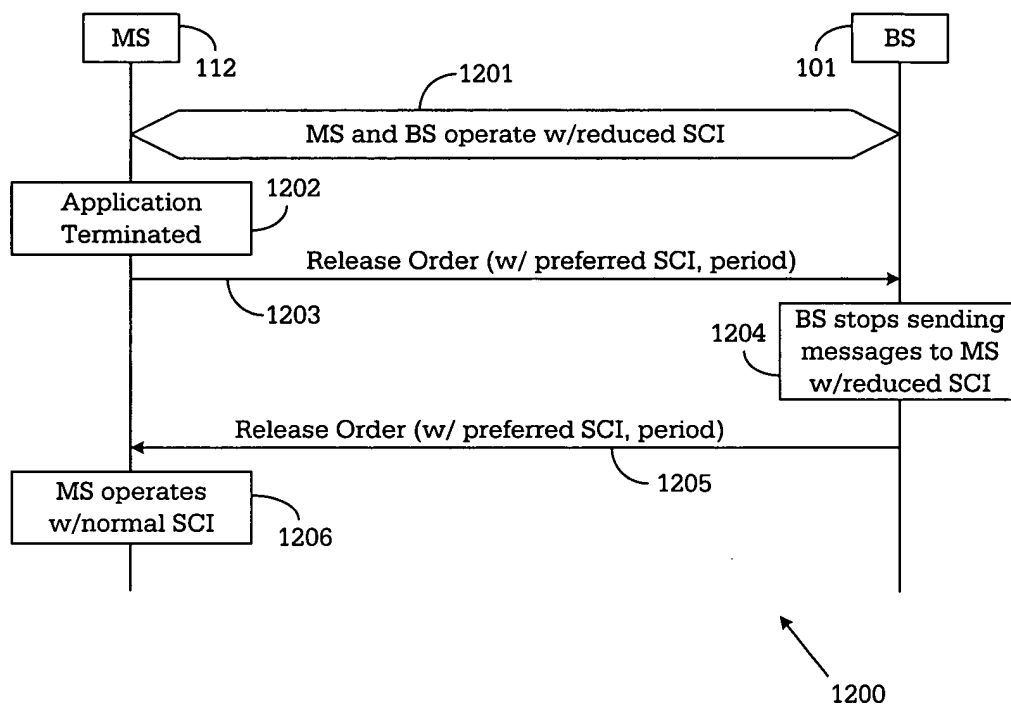 MS
BS
112
101
1201
MS and BS operate w/reduced SCI
Application
Terminated
1202
Release Order (w/ preferred SCI, period)
1203
BS stops sending
messages to MS
w/reduced SCI
1204
Release Order (w/ preferred SCI, period)
1205
MS operates
w/normal SCI
1206
1200